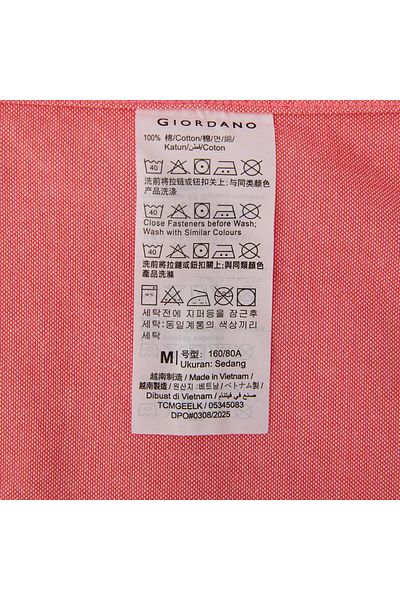 GIORDANO
100% 棉/Cotton/棉/면/綿/
Katun/قطن/Coton
40
洗前将拉链或钮扣关上;与同类颜色
产品洗涤
40
Close Fasteners before Wash;
Wash with Similar Colours
40
洗前將拉鏈或鈕扣關上;與同類顏色
產品洗滌
세탁전에 지퍼등을 잠근후
세탁:동일계통의 색상끼리
세탁
M 号型: 160/80A
Ukuran: Sedang
越南制造 / Made in Vietnam /
越南製造 / 원산지:베트남 / ベトナム製 /
Dibuat di Vietnam / صنع في فيتنام
TCMGEELK / 05345083
DPO#0308/2025